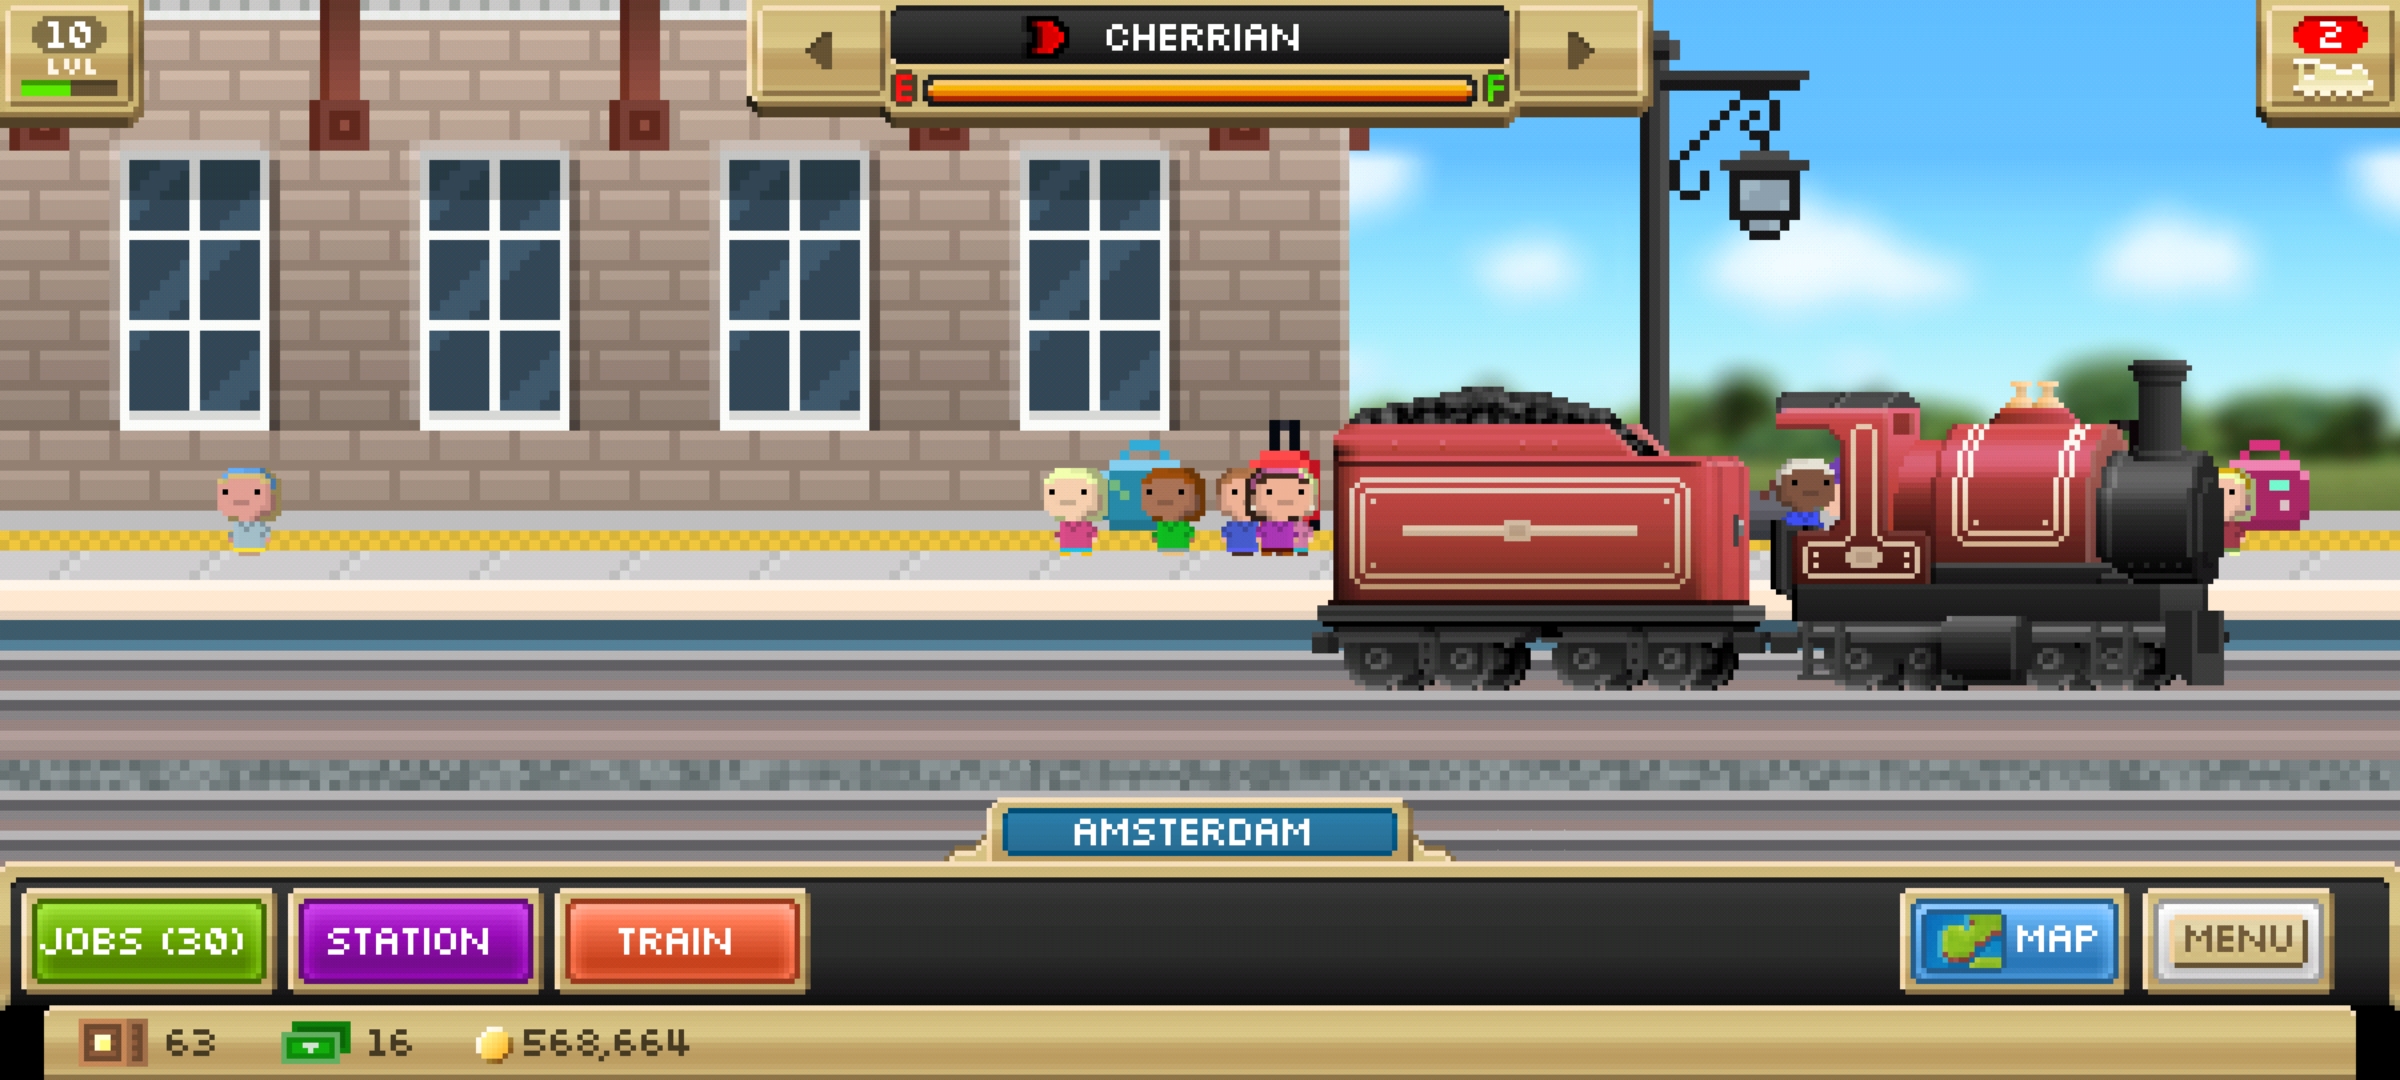 10
LVL
CHERRIAN
E F
2
AMSTERDAM
JOBS (30)
STATION
TRAIN
MAP
MENU
63
16
568,664